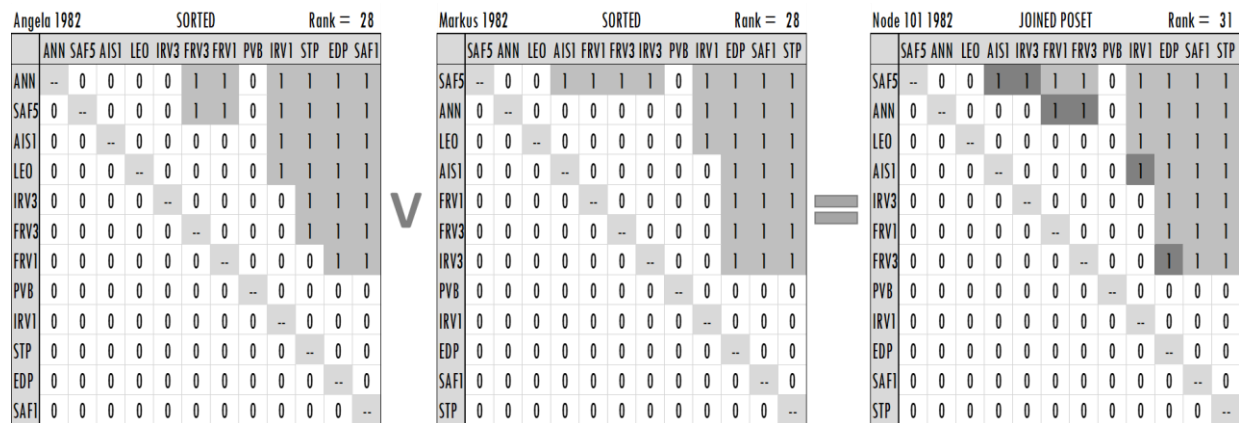 Angela 1982 SORTED Rank = 28
ANN SAF5 AIS1 LEO IRV3 FRV3 FRV1 PVB IRV1 STP EDP SAF1
ANN -- 0 0 0 0 1 1 0 1 1 1 1
SAF5 0 -- 0 0 0 1 1 0 1 1 1 1
AIS1 0 0 -- 0 0 0 0 0 1 1 1 1
LEO 0 0 0 -- 0 0 0 0 1 1 1 1
IRV3 0 0 0 0 -- 0 0 0 0 1 1 1
FRV3 0 0 0 0 0 -- 0 0 0 1 1 1
FRV1 0 0 0 0 0 0 -- 0 0 0 1 1
PVB 0 0 0 0 0 0 0 -- 0 0 0 0
IRV1 0 0 0 0 0 0 0 0 -- 0 0 0
STP 0 0 0 0 0 0 0 0 0 -- 0 0
EDP 0 0 0 0 0 0 0 0 0 0 -- 0
SAF1 0 0 0 0 0 0 0 0 0 0 0 --
V
Markus 1982 SORTED Rank = 28
SAF5 ANN LEO AIS1 FRV1 FRV3 IRV3 PVB IRV1 EDP SAF1 STP
SAF5 -- 0 0 1 1 1 1 0 1 1 1 1
ANN 0 -- 0 0 0 0 0 0 1 1 1 1
LEO 0 0 -- 0 0 0 0 0 1 1 1 1
AIS1 0 0 0 -- 0 0 0 0 0 1 1 1
FRV1 0 0 0 0 -- 0 0 0 0 1 1 1
FRV3 0 0 0 0 0 -- 0 0 0 1 1 1
IRV3 0 0 0 0 0 0 -- 0 0 1 1 1
PVB 0 0 0 0 0 0 0 -- 0 0 0 0
IRV1 0 0 0 0 0 0 0 0 -- 0 0 0
EDP 0 0 0 0 0 0 0 0 0 -- 0 0
SAF1 0 0 0 0 0 0 0 0 0 0 -- 0
STP 0 0 0 0 0 0 0 0 0 0 0 --
=
Node 101 1982 JOINED POSET Rank = 31
SAF5 ANN LEO AIS1 IRV3 FRV1 FRV3 PVB IRV1 EDP SAF1 STP
SAF5 -- 0 0 1 1 1 1 0 1 1 1 1
ANN 0 -- 0 0 0 1 1 0 1 1 1 1
LEO 0 0 -- 0 0 0 0 0 1 1 1 1
AIS1 0 0 0 -- 0 0 0 0 1 1 1 1
IRV3 0 0 0 0 -- 0 0 0 0 1 1 1
FRV1 0 0 0 0 0 -- 0 0 0 1 1 1
FRV3 0 0 0 0 0 0 -- 0 0 1 1 1
PVB 0 0 0 0 0 0 0 -- 0 0 0 0
IRV1 0 0 0 0 0 0 0 0 -- 0 0 0
EDP 0 0 0 0 0 0 0 0 0 -- 0 0
SAF1 0 0 0 0 0 0 0 0 0 0 -- 0
STP 0 0 0 0 0 0 0 0 0 0 0 --